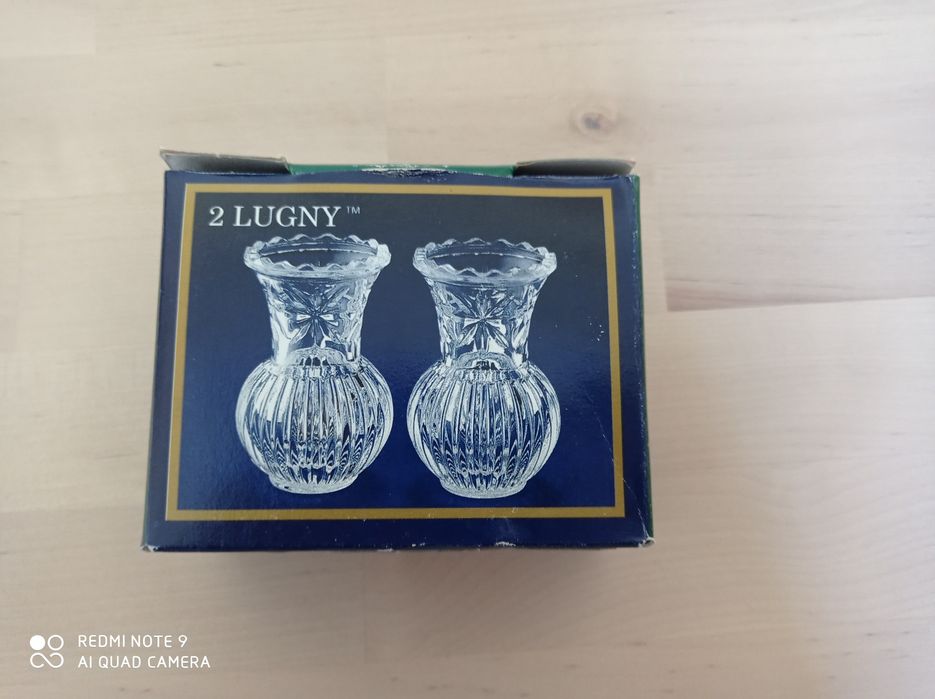 2 LUGNY™
REDMI NOTE 9
AI QUAD CAMERA